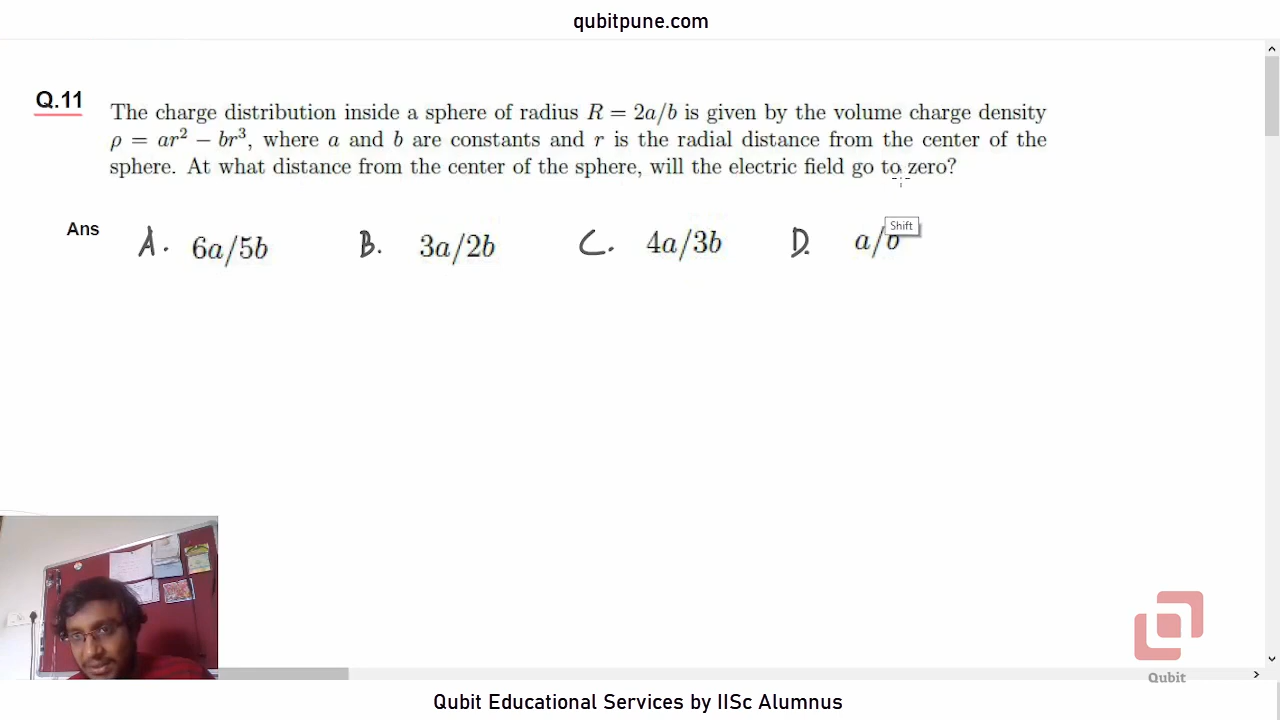 qubitpune.com
Q.11
The charge distribution inside a sphere of radius R = 2a/b is given by the volume charge density
ρ = ar² − br³, where a and b are constants and r is the radial distance from the center of the
sphere. At what distance from the center of the sphere, will the electric field go to zero?
Ans A. 6a/5b B. 3a/2b C. 4a/3b D. a/b
Shift
Qubit
Qubit Educational Services by IISc Alumnus